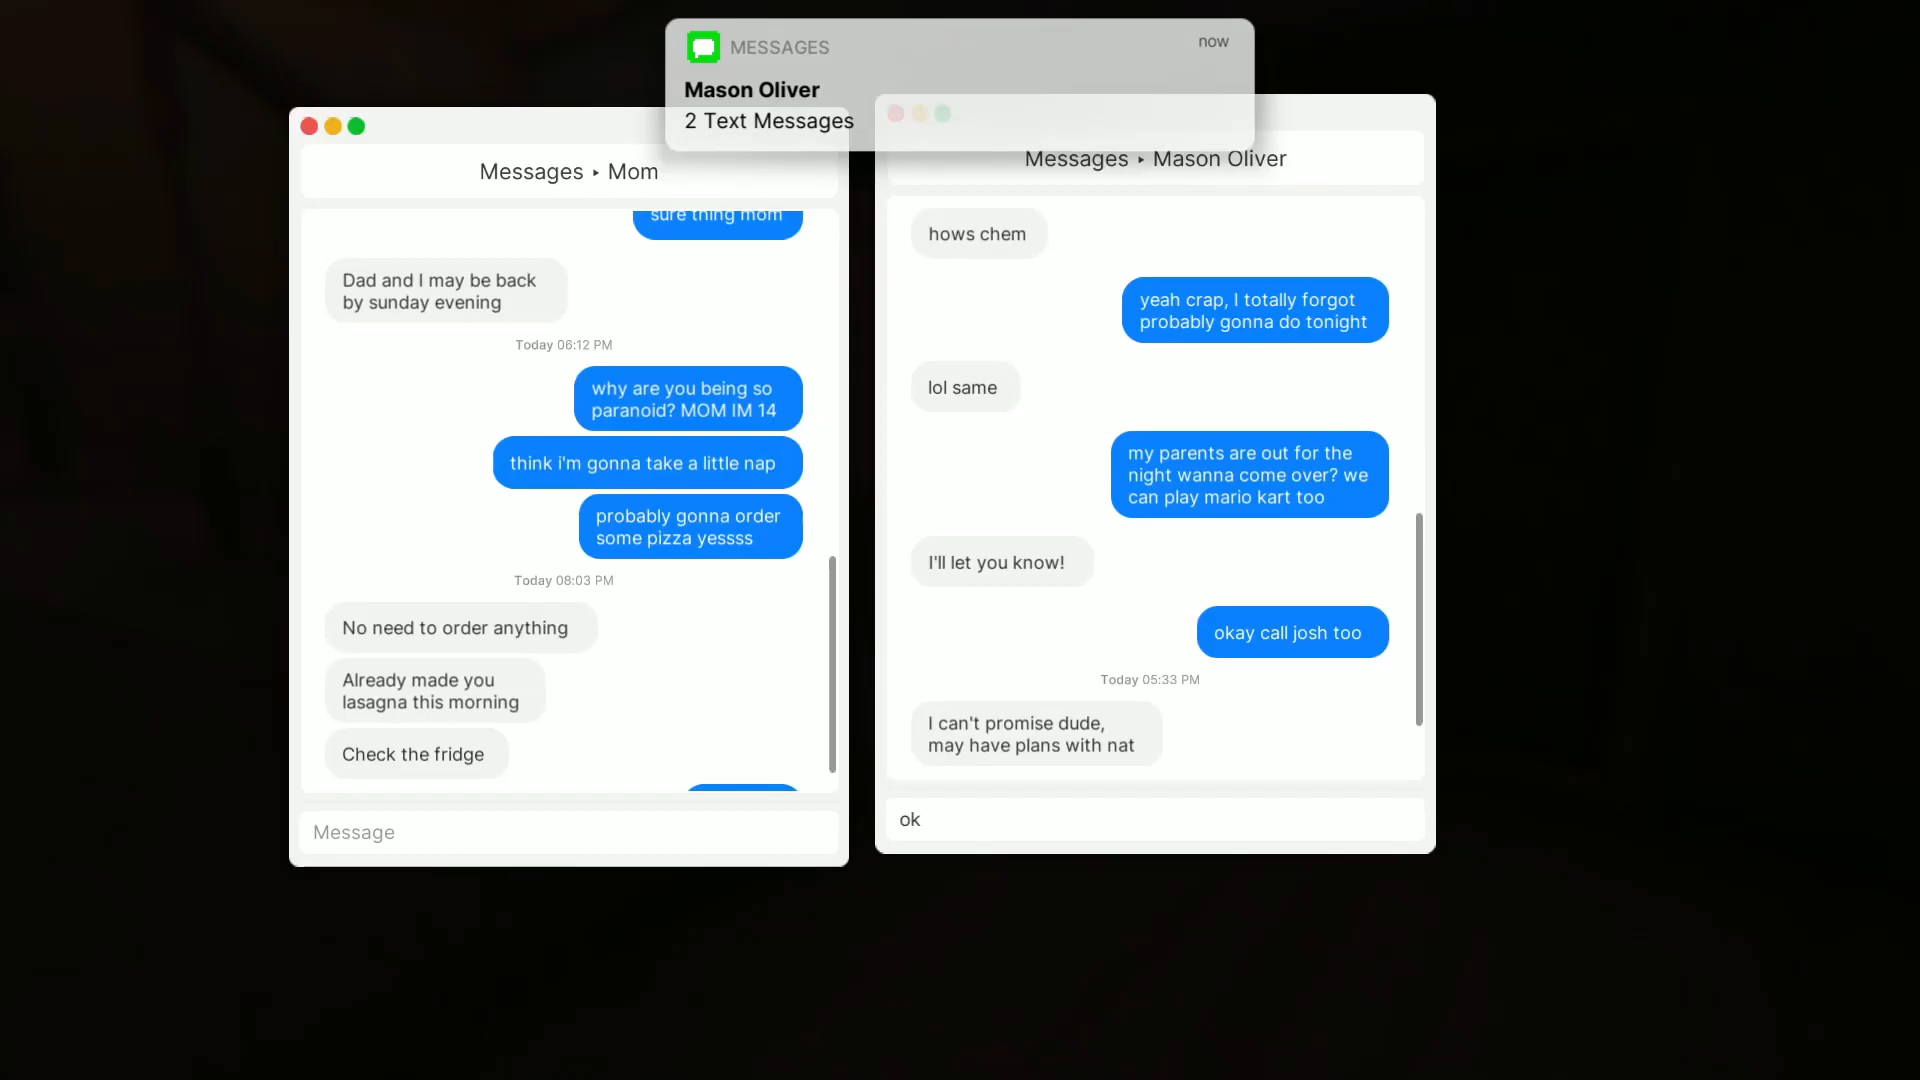 MESSAGES
now
Mason Oliver
2 Text Messages
Messages ‣ Mom
sure thing mom
Dad and I may be back
by sunday evening
Today 06:12 PM
why are you being so
paranoid? MOM IM 14
think i'm gonna take a little nap
probably gonna order
some pizza yessss
Today 08:03 PM
No need to order anything
Already made you
lasagna this morning
Check the fridge
Message
Messages ‣ Mason Oliver
hows chem
yeah crap, I totally forgot
probably gonna do tonight
lol same
my parents are out for the
night wanna come over? we
can play mario kart too
I'll let you know!
okay call josh too
Today 05:33 PM
I can't promise dude,
may have plans with nat
ok